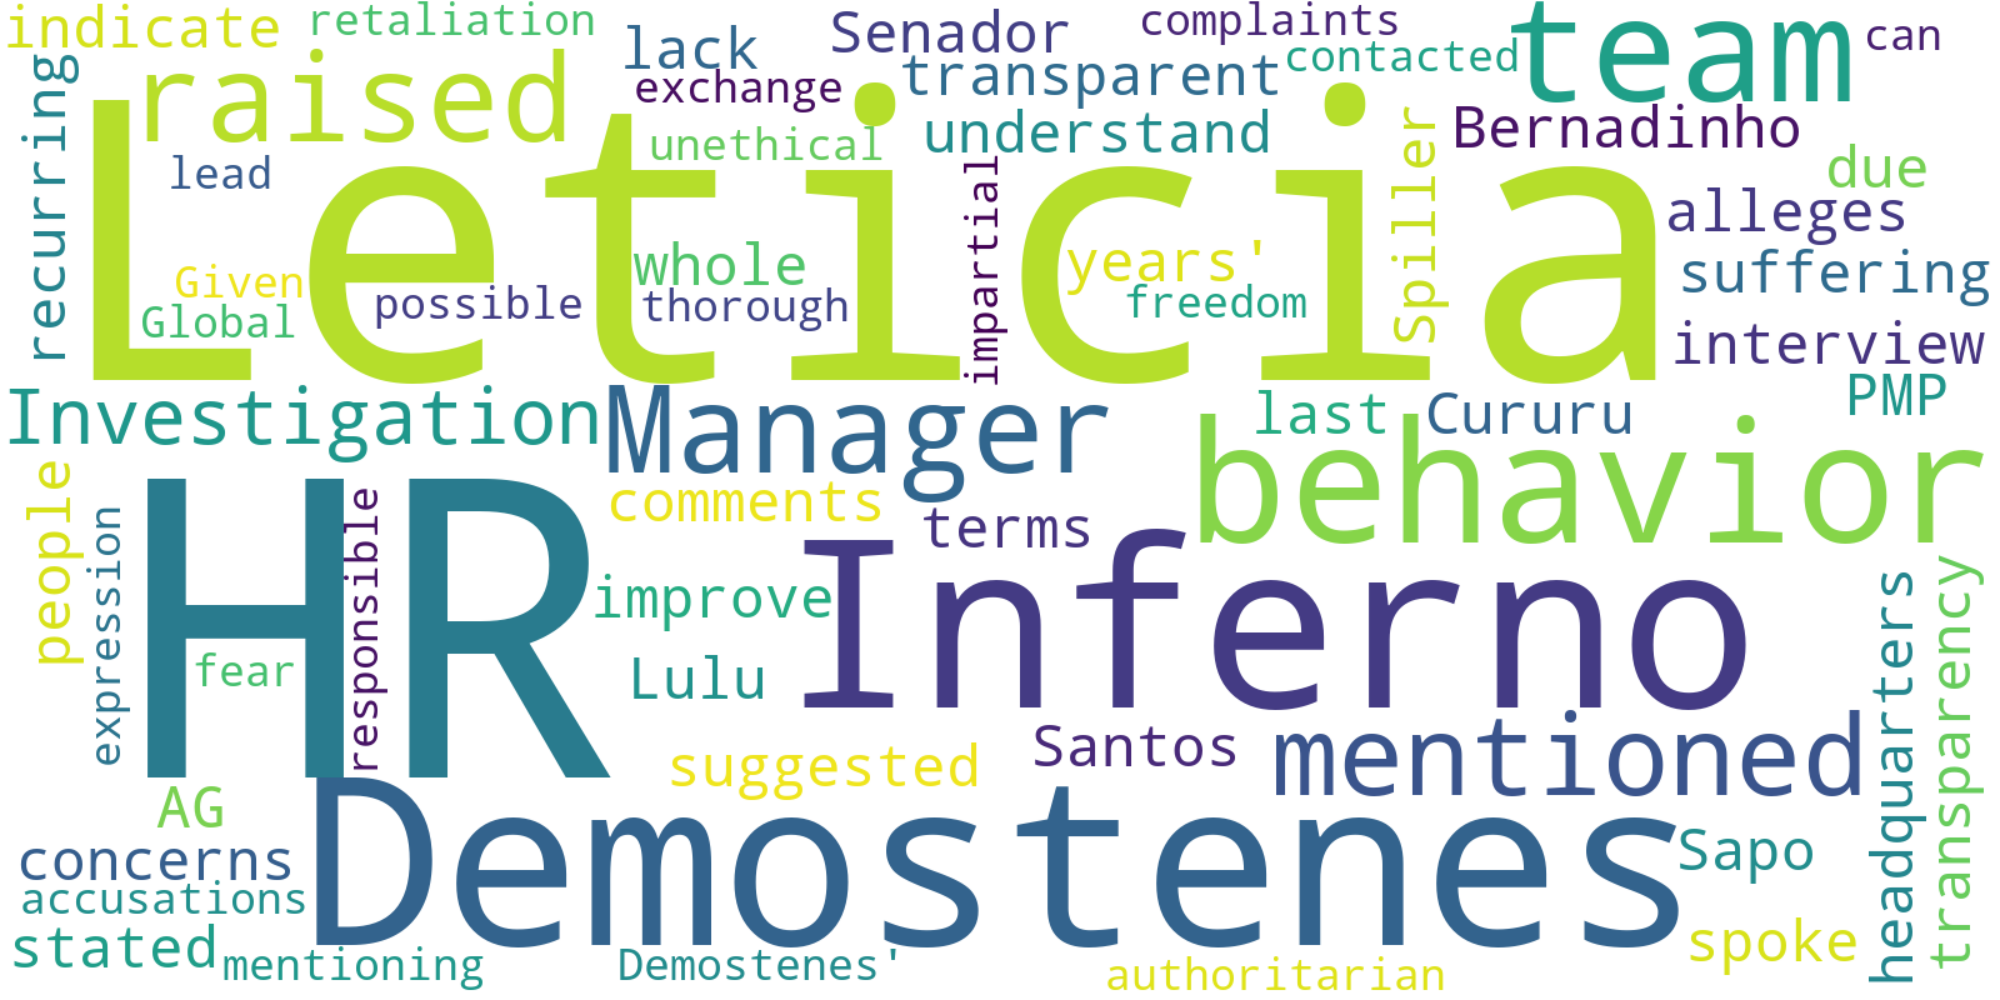 indicate
retaliation
lack
Senador
complaints
team
can
recurring
raised
exchange
transparent
contacted
Leticia
unethical
understand
Bernadinho
lead
impartial
Spiller
due
alleges
Given
whole
years'
suffering
Global
possible
thorough
freedom
interview
Investigation
Manager
last
Cururu
PMP
people
comments
behavior
expression
HR
responsible
terms
Inferno
improve
fear
Lulu
headquarters
transparency
suggested
Santos
mentioned
AG
Demostenes
concerns
Sapo
accusations
stated
mentioning
Demostenes'
authoritarian
spoke